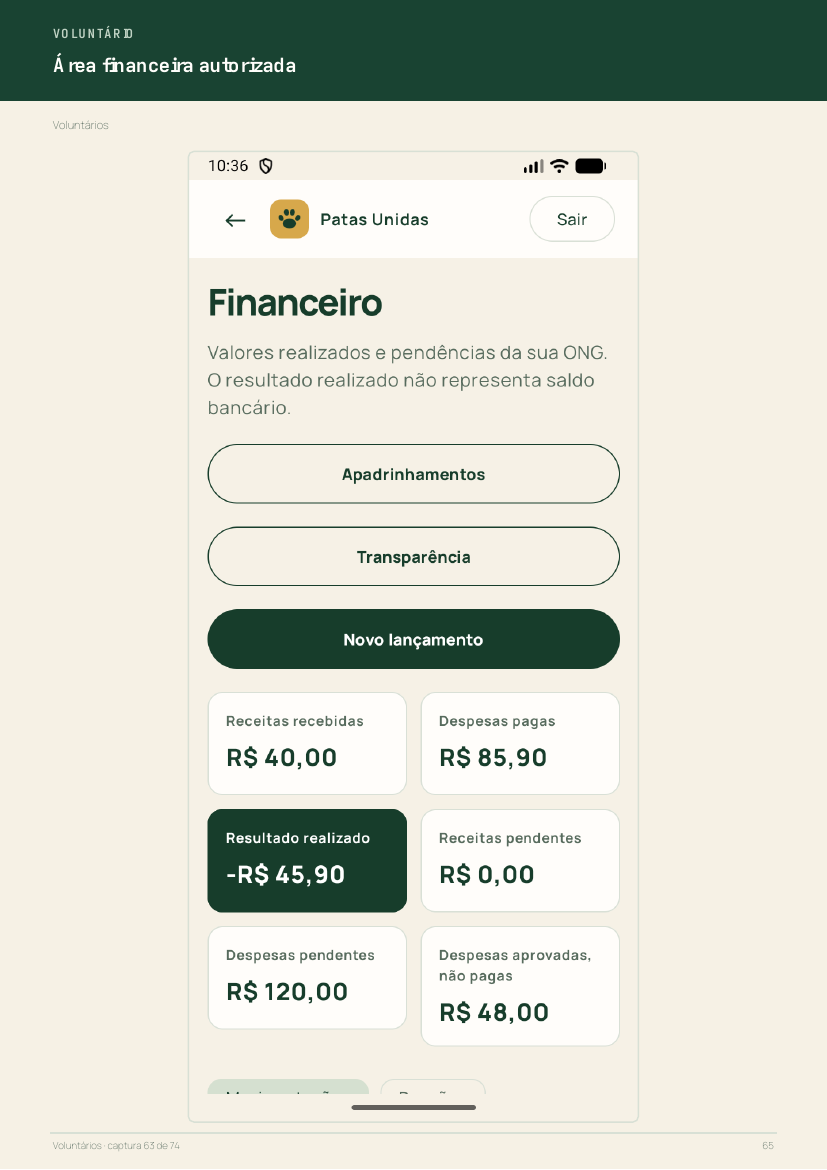 VOLUNTÁRIO
Área financeira autorizada
Voluntários
10:36
Patas Unidas
Sair
Financeiro
Valores realizados e pendências da sua ONG.
O resultado realizado não representa saldo
bancário.
Apadrinhamentos
Transparência
Novo lançamento
Receitas recebidas
R$ 40,00
Despesas pagas
R$ 85,90
Resultado realizado
-R$ 45,90
Receitas pendentes
R$ 0,00
Despesas pendentes
R$ 120,00
Despesas aprovadas,
não pagas
R$ 48,00
Voluntários · captura 63 de 74
65